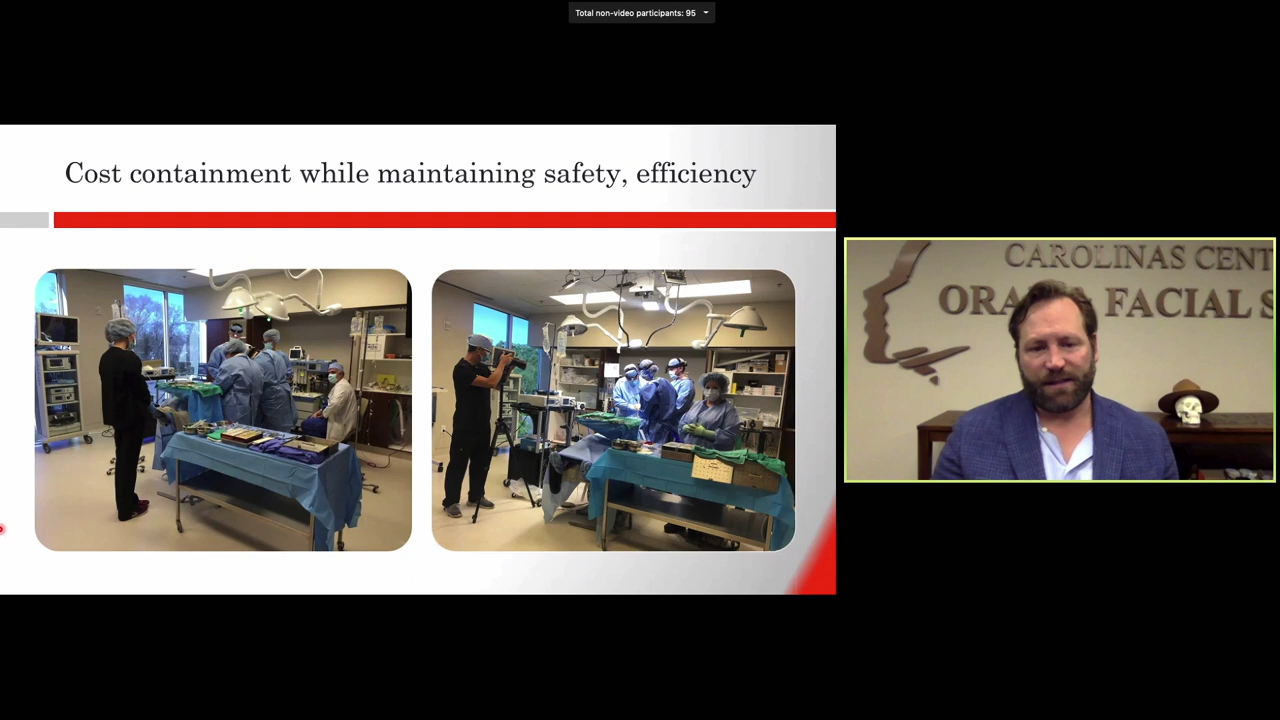 Total non-video participants: 95
Cost containment while maintaining safety, efficiency
CAROLINAS CENT
ORA & FACIAL S